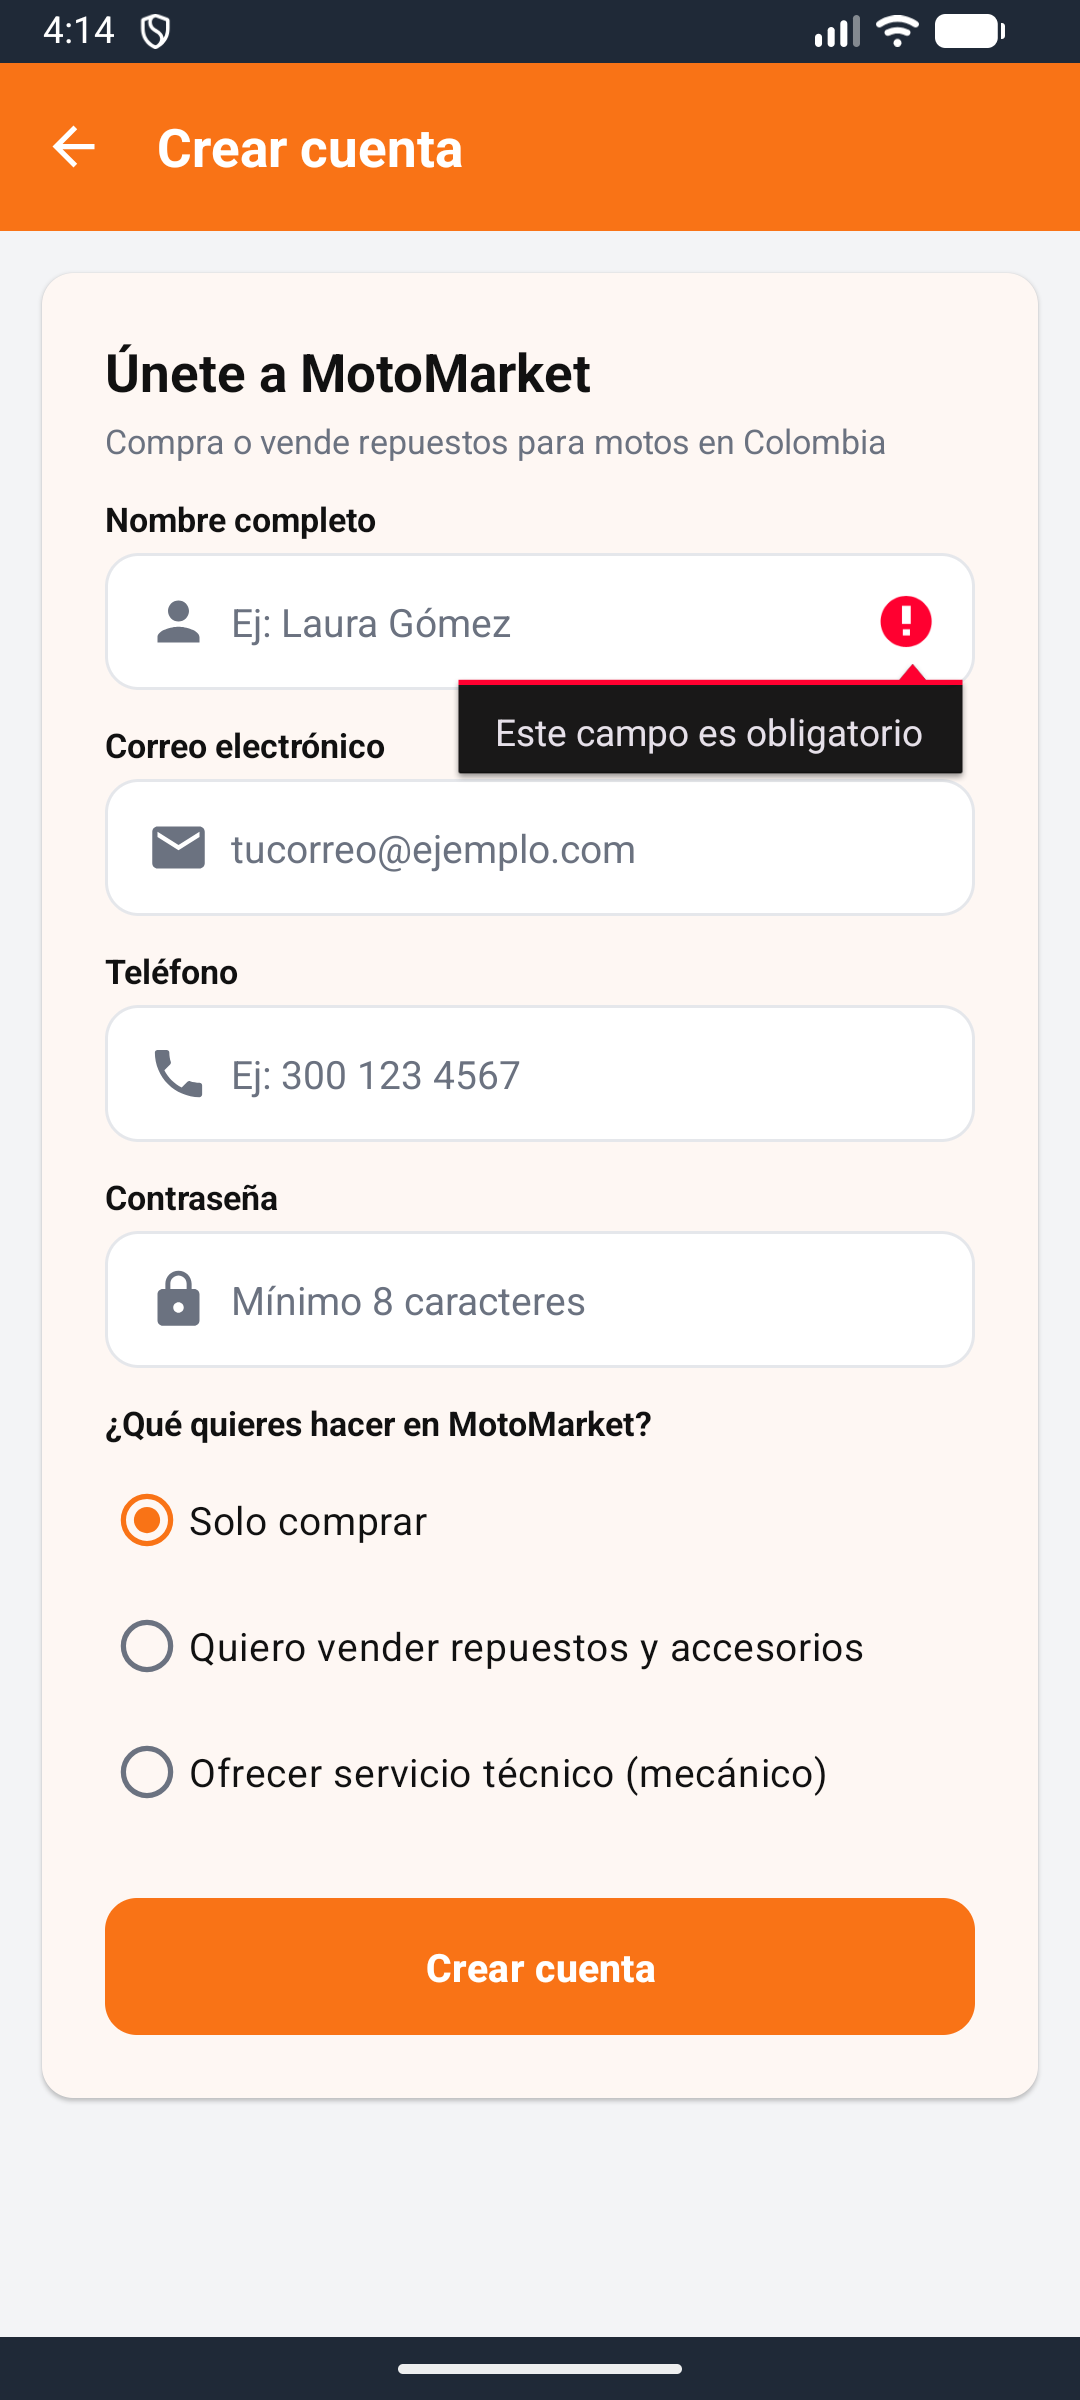 4:14
Crear cuenta
Únete a MotoMarket
Compra o vende repuestos para motos en Colombia
Nombre completo
Ej: Laura Gómez
Este campo es obligatorio
Correo electrónico
tucorreo@ejemplo.com
Teléfono
Ej: 300 123 4567
Contraseña
Mínimo 8 caracteres
¿Qué quieres hacer en MotoMarket?
Solo comprar
Quiero vender repuestos y accesorios
Ofrecer servicio técnico (mecánico)
Crear cuenta